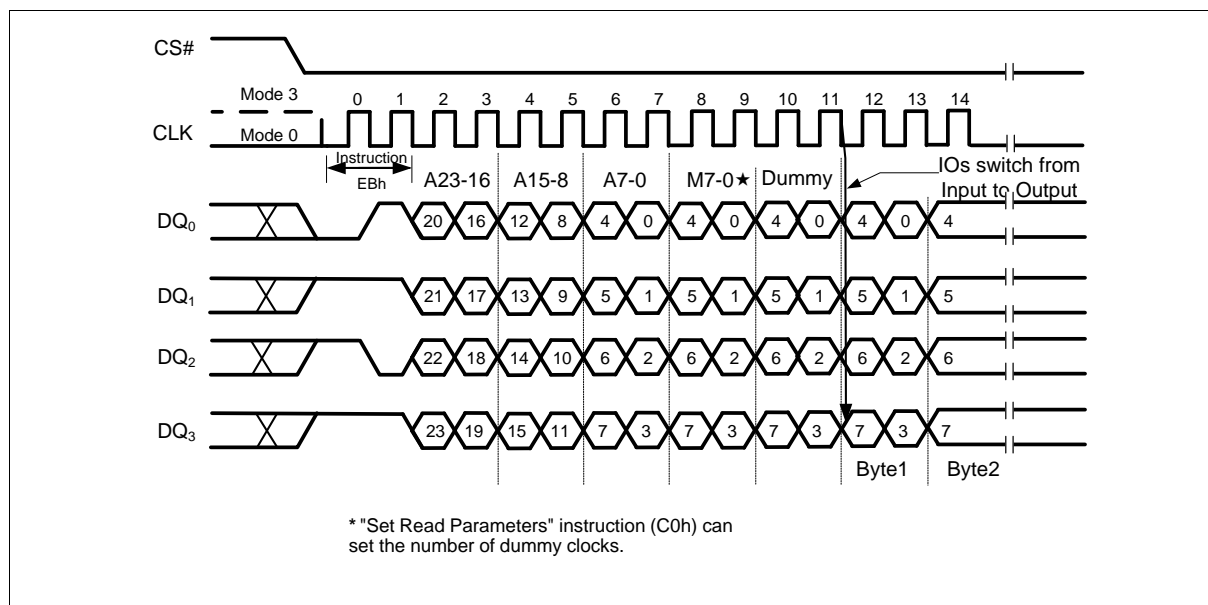 CS#
Mode 3
0 1 2 3 4 5 6 7 8 9 10 11 12 13 14
CLK
Mode 0
Instruction
EBh
A23-16 A15-8 A7-0 M7-0★ Dummy
IOs switch from
Input to Output
DQ0 20 16 12 8 4 0 4 0 4 0 4 0 4
DQ1 21 17 13 9 5 1 5 1 5 1 5 1 5
DQ2 22 18 14 10 6 2 6 2 6 2 6 2 6
DQ3 23 19 15 11 7 3 7 3 7 3 7 3 7
Byte1 Byte2
* "Set Read Parameters" instruction (C0h) can
set the number of dummy clocks.